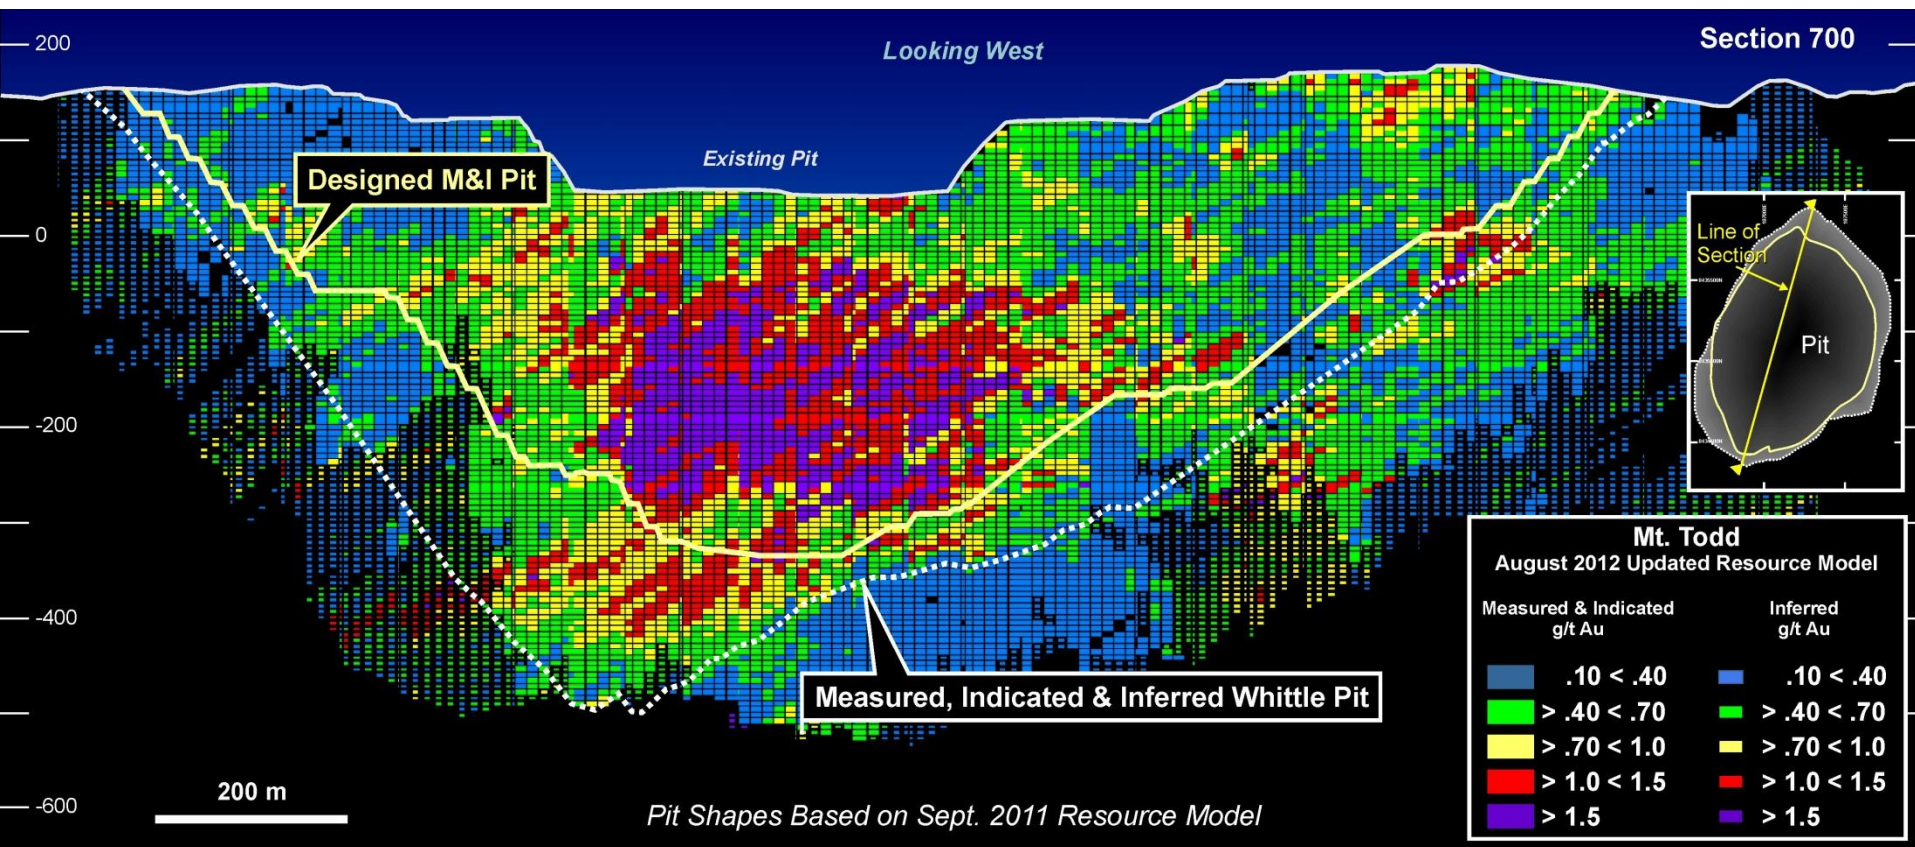 200
Looking West
Section 700
Existing Pit
Designed M&I Pit
0
Line of
Section
Pit
-200
-400
Measured, Indicated & Inferred Whittle Pit
-600
200 m
Pit Shapes Based on Sept. 2011 Resource Model
Mt. Todd
August 2012 Updated Resource Model
Measured & Indicated
g/t Au
.10 < .40
> .40 < .70
> .70 < 1.0
> 1.0 < 1.5
> 1.5
Inferred
g/t Au
.10 < .40
> .40 < .70
> .70 < 1.0
> 1.0 < 1.5
> 1.5